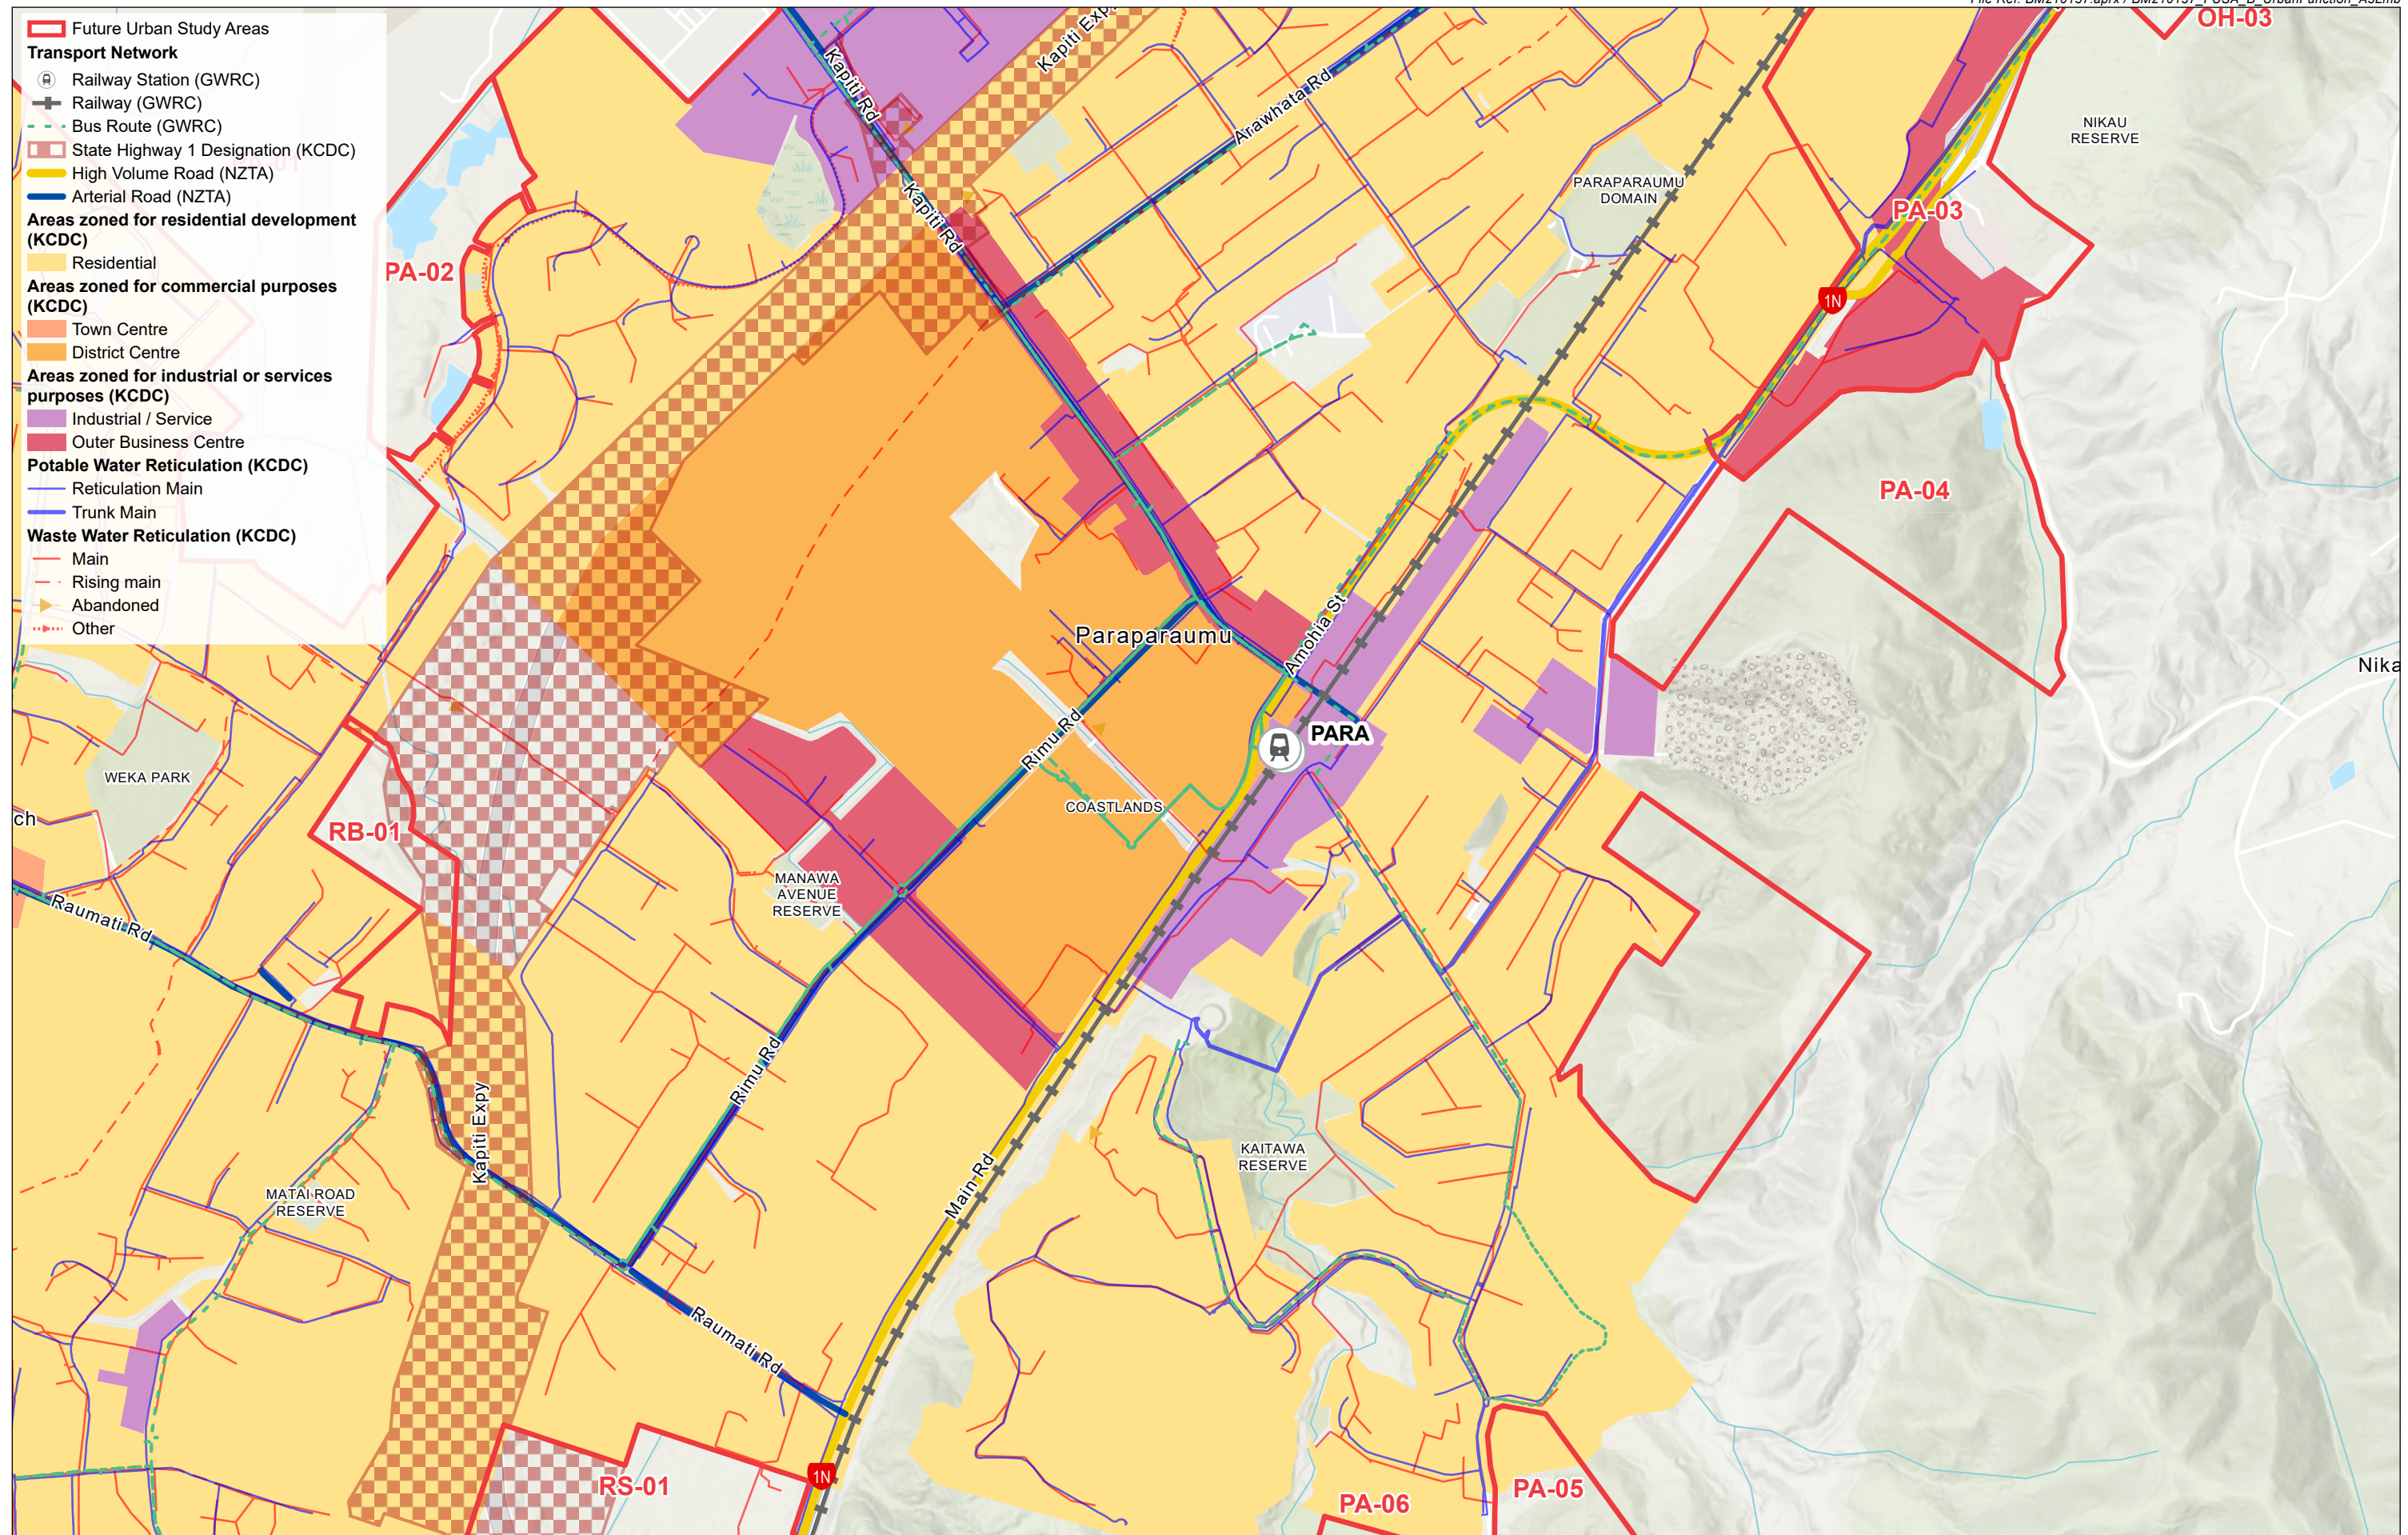 Future Urban Study Areas
Transport Network
Railway Station (GWRC)
Railway (GWRC)
Bus Route (GWRC)
State Highway 1 Designation (KCDC)
High Volume Road (NZTA)
Arterial Road (NZTA)
Areas zoned for residential development
(KCDC)
Residential
Areas zoned for commercial purposes
(KCDC)
Town Centre
District Centre
Areas zoned for industrial or services
purposes (KCDC)
Industrial / Service
Outer Business Centre
Potable Water Reticulation (KCDC)
Reticulation Main
Trunk Main
Waste Water Reticulation (KCDC)
Main
Rising main
Abandoned
Other
OH-03
Kapiti Rd
Kapiti Exp
Arawhata Rd
NIKAU
RESERVE
PARAPARAUMU
DOMAIN
Kapiti Rd
PA-03
PA-02
1N
PA-04
Amohia St
Paraparaumu
Nika
PARA
Rimu Rd
WEKA PARK
COASTLANDS
ch
RB-01
MANAWA
AVENUE
RESERVE
Raumati Rd
Rimu Rd
Kapiti Expy
KAITAWA
RESERVE
Main Rd
MATAI ROAD
RESERVE
Raumati Rd
1N
RS-01
PA-05
PA-06